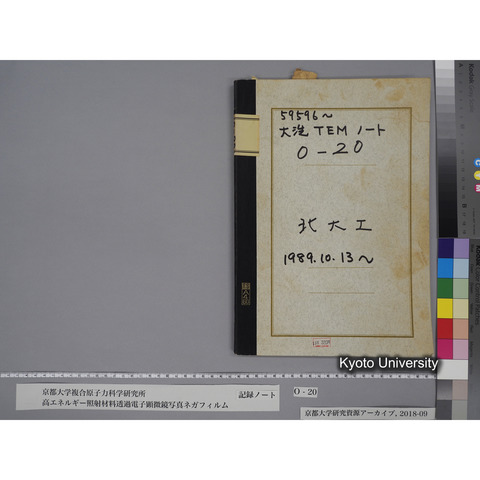 59596~
大洗 TEM ノート
O-20
北大工
1989.10.13~
Kyoto University
京都大学複合原子力科学研究所
高エネルギー照射材料透過電子顕微鏡写真ネガフィルム
記録ノート
O - 20
京都大学研究資源アーカイブ, 2018-09